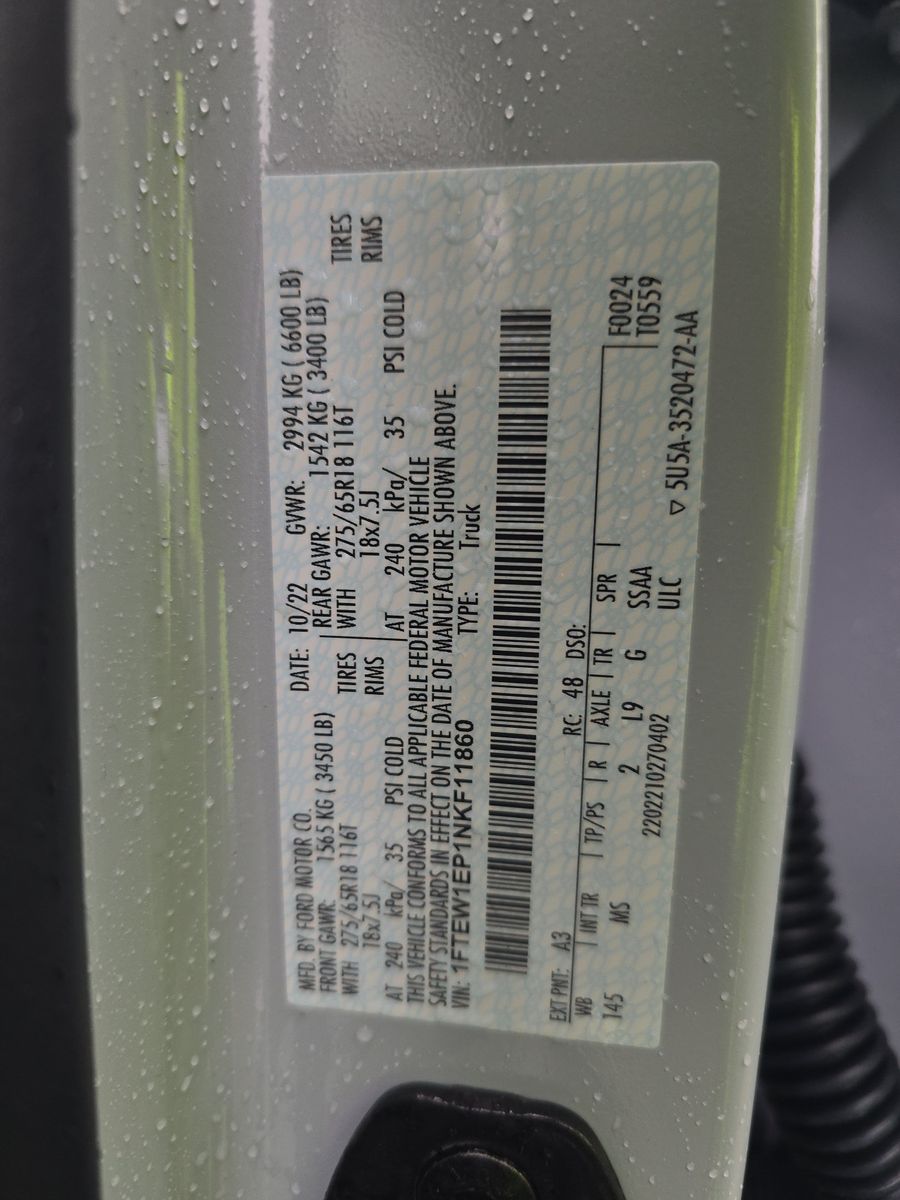 MFD. BY FORD MOTOR CO. DATE: 10/22 GVWR: 2994 KG ( 6600 LB)
FRONT GAWR: 1565 KG ( 3450 LB) REAR GAWR: 1542 KG ( 3400 LB)
WITH 275/65R18 116T TIRES WITH 275/65R18 116T TIRES
18x7.5J RIMS 18x7.5J RIMS
AT 240 kPa/ 35 PSI COLD AT 240 kPa/ 35 PSI COLD
THIS VEHICLE CONFORMS TO ALL APPLICABLE FEDERAL MOTOR VEHICLE
SAFETY STANDARDS IN EFFECT ON THE DATE OF MANUFACTURE SHOWN ABOVE.
VIN: 1FTEW1EP1NKF11860 TYPE: Truck
EXT PNT: A3 RC: 48 DSO:
WB INT TR TP/PS R AXLE TR SPR F0024
145 MS 2 L9 G SSAA T0559
2202210270402 ULC
5U5A-3520472-AA